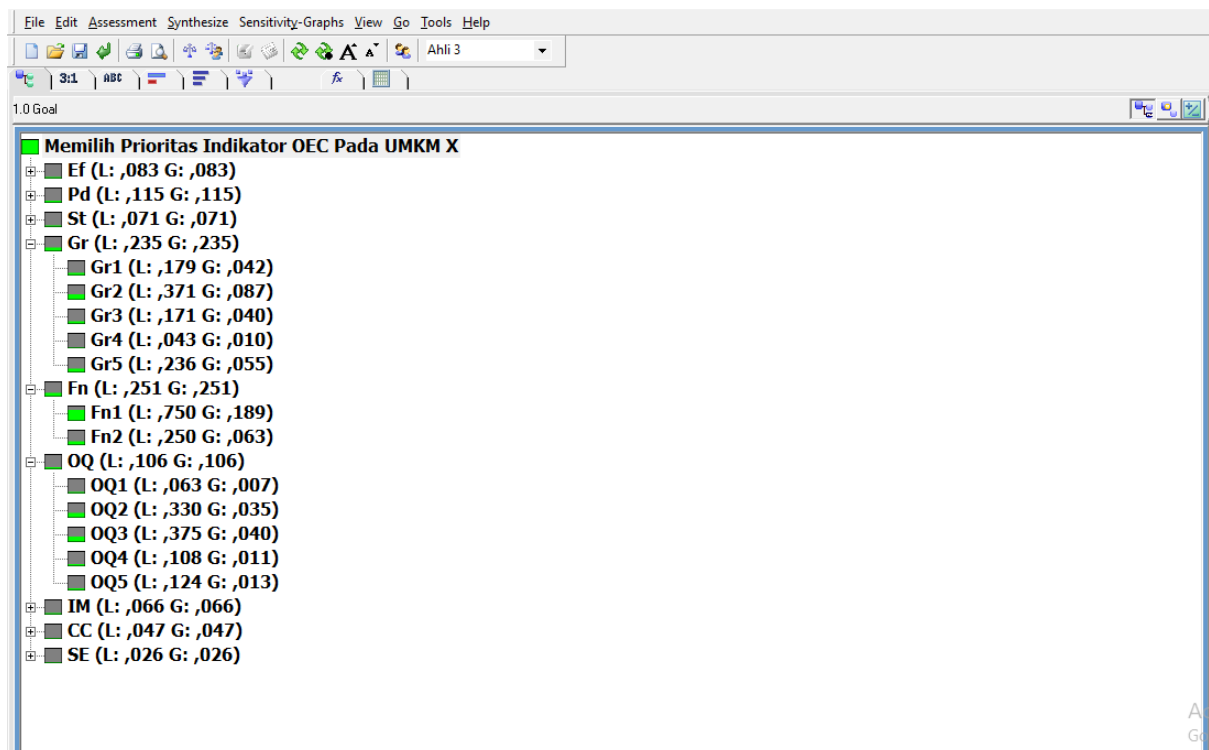 File Edit Assessment Synthesize Sensitivity-Graphs View Go Tools Help
Ahli 3
3:1 ABC fx
1.0 Goal
Memilih Prioritas Indikator OEC Pada UMKM X
Ef (L: ,083 G: ,083)
Pd (L: ,115 G: ,115)
St (L: ,071 G: ,071)
Gr (L: ,235 G: ,235)
Gr1 (L: ,179 G: ,042)
Gr2 (L: ,371 G: ,087)
Gr3 (L: ,171 G: ,040)
Gr4 (L: ,043 G: ,010)
Gr5 (L: ,236 G: ,055)
Fn (L: ,251 G: ,251)
Fn1 (L: ,750 G: ,189)
Fn2 (L: ,250 G: ,063)
OQ (L: ,106 G: ,106)
OQ1 (L: ,063 G: ,007)
OQ2 (L: ,330 G: ,035)
OQ3 (L: ,375 G: ,040)
OQ4 (L: ,108 G: ,011)
OQ5 (L: ,124 G: ,013)
IM (L: ,066 G: ,066)
CC (L: ,047 G: ,047)
SE (L: ,026 G: ,026)